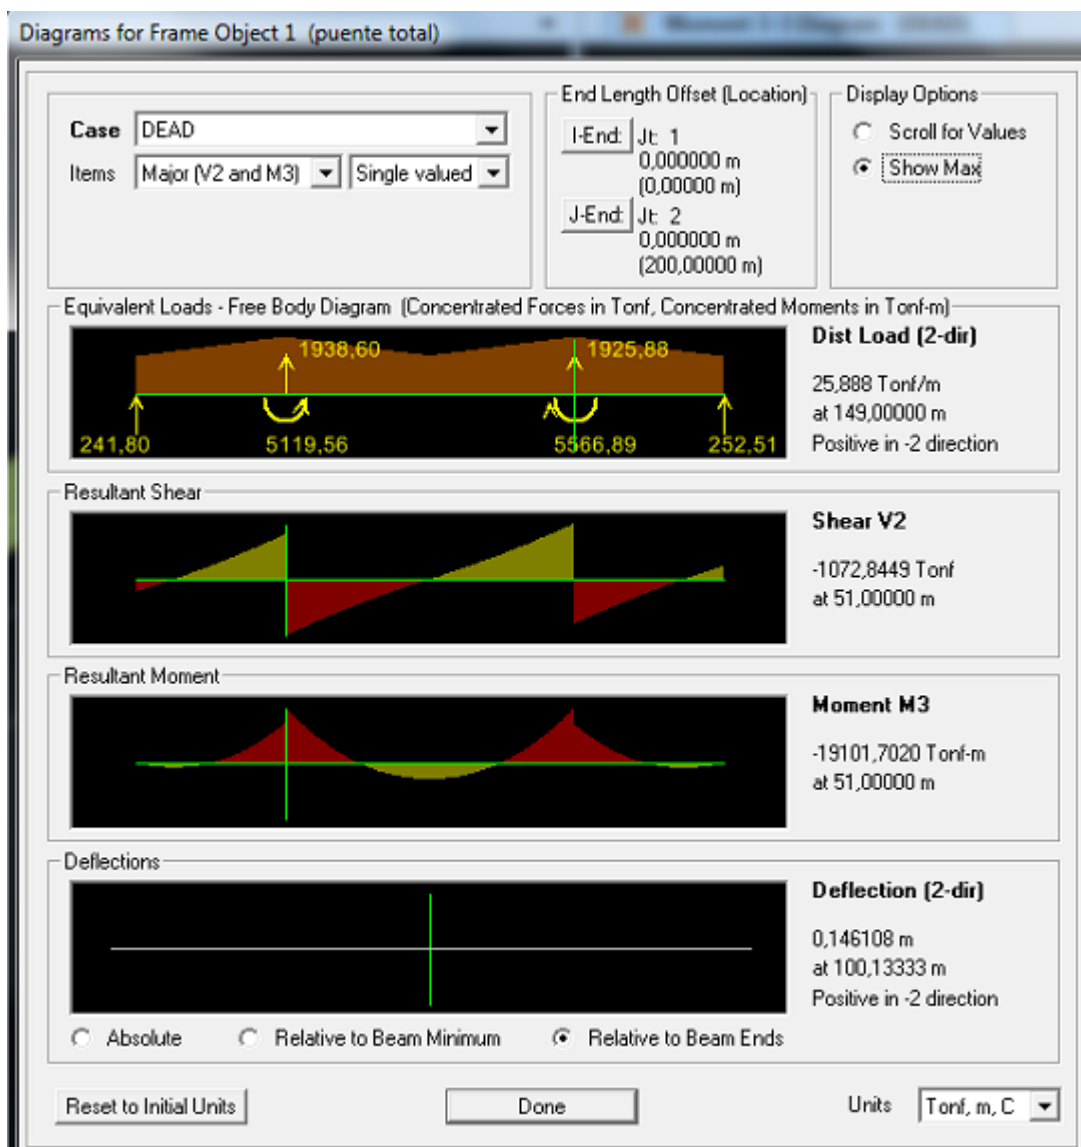 Diagrams for Frame Object 1 (puente total)
End Length Offset (Location)
Display Options
Case DEAD
Items Major (V2 and M3) Single valued
I-End: Jt: 1
0,000000 m
(0,00000 m)
J-End: Jt: 2
0,000000 m
(200,00000 m)
Scroll for Values
Show Max
Equivalent Loads - Free Body Diagram (Concentrated Forces in Tonf, Concentrated Moments in Tonf-m)
1938,60 1925,88
241,80 5119,56 5566,89 252,51
Dist Load (2-dir)
25,888 Tonf/m
at 149,00000 m
Positive in -2 direction
Resultant Shear
Shear V2
-1072,8449 Tonf
at 51,00000 m
Resultant Moment
Moment M3
-19101,7020 Tonf-m
at 51,00000 m
Deflections
Deflection (2-dir)
0,146108 m
at 100,13333 m
Positive in -2 direction
Absolute Relative to Beam Minimum Relative to Beam Ends
Reset to Initial Units Done Units Tonf, m, C